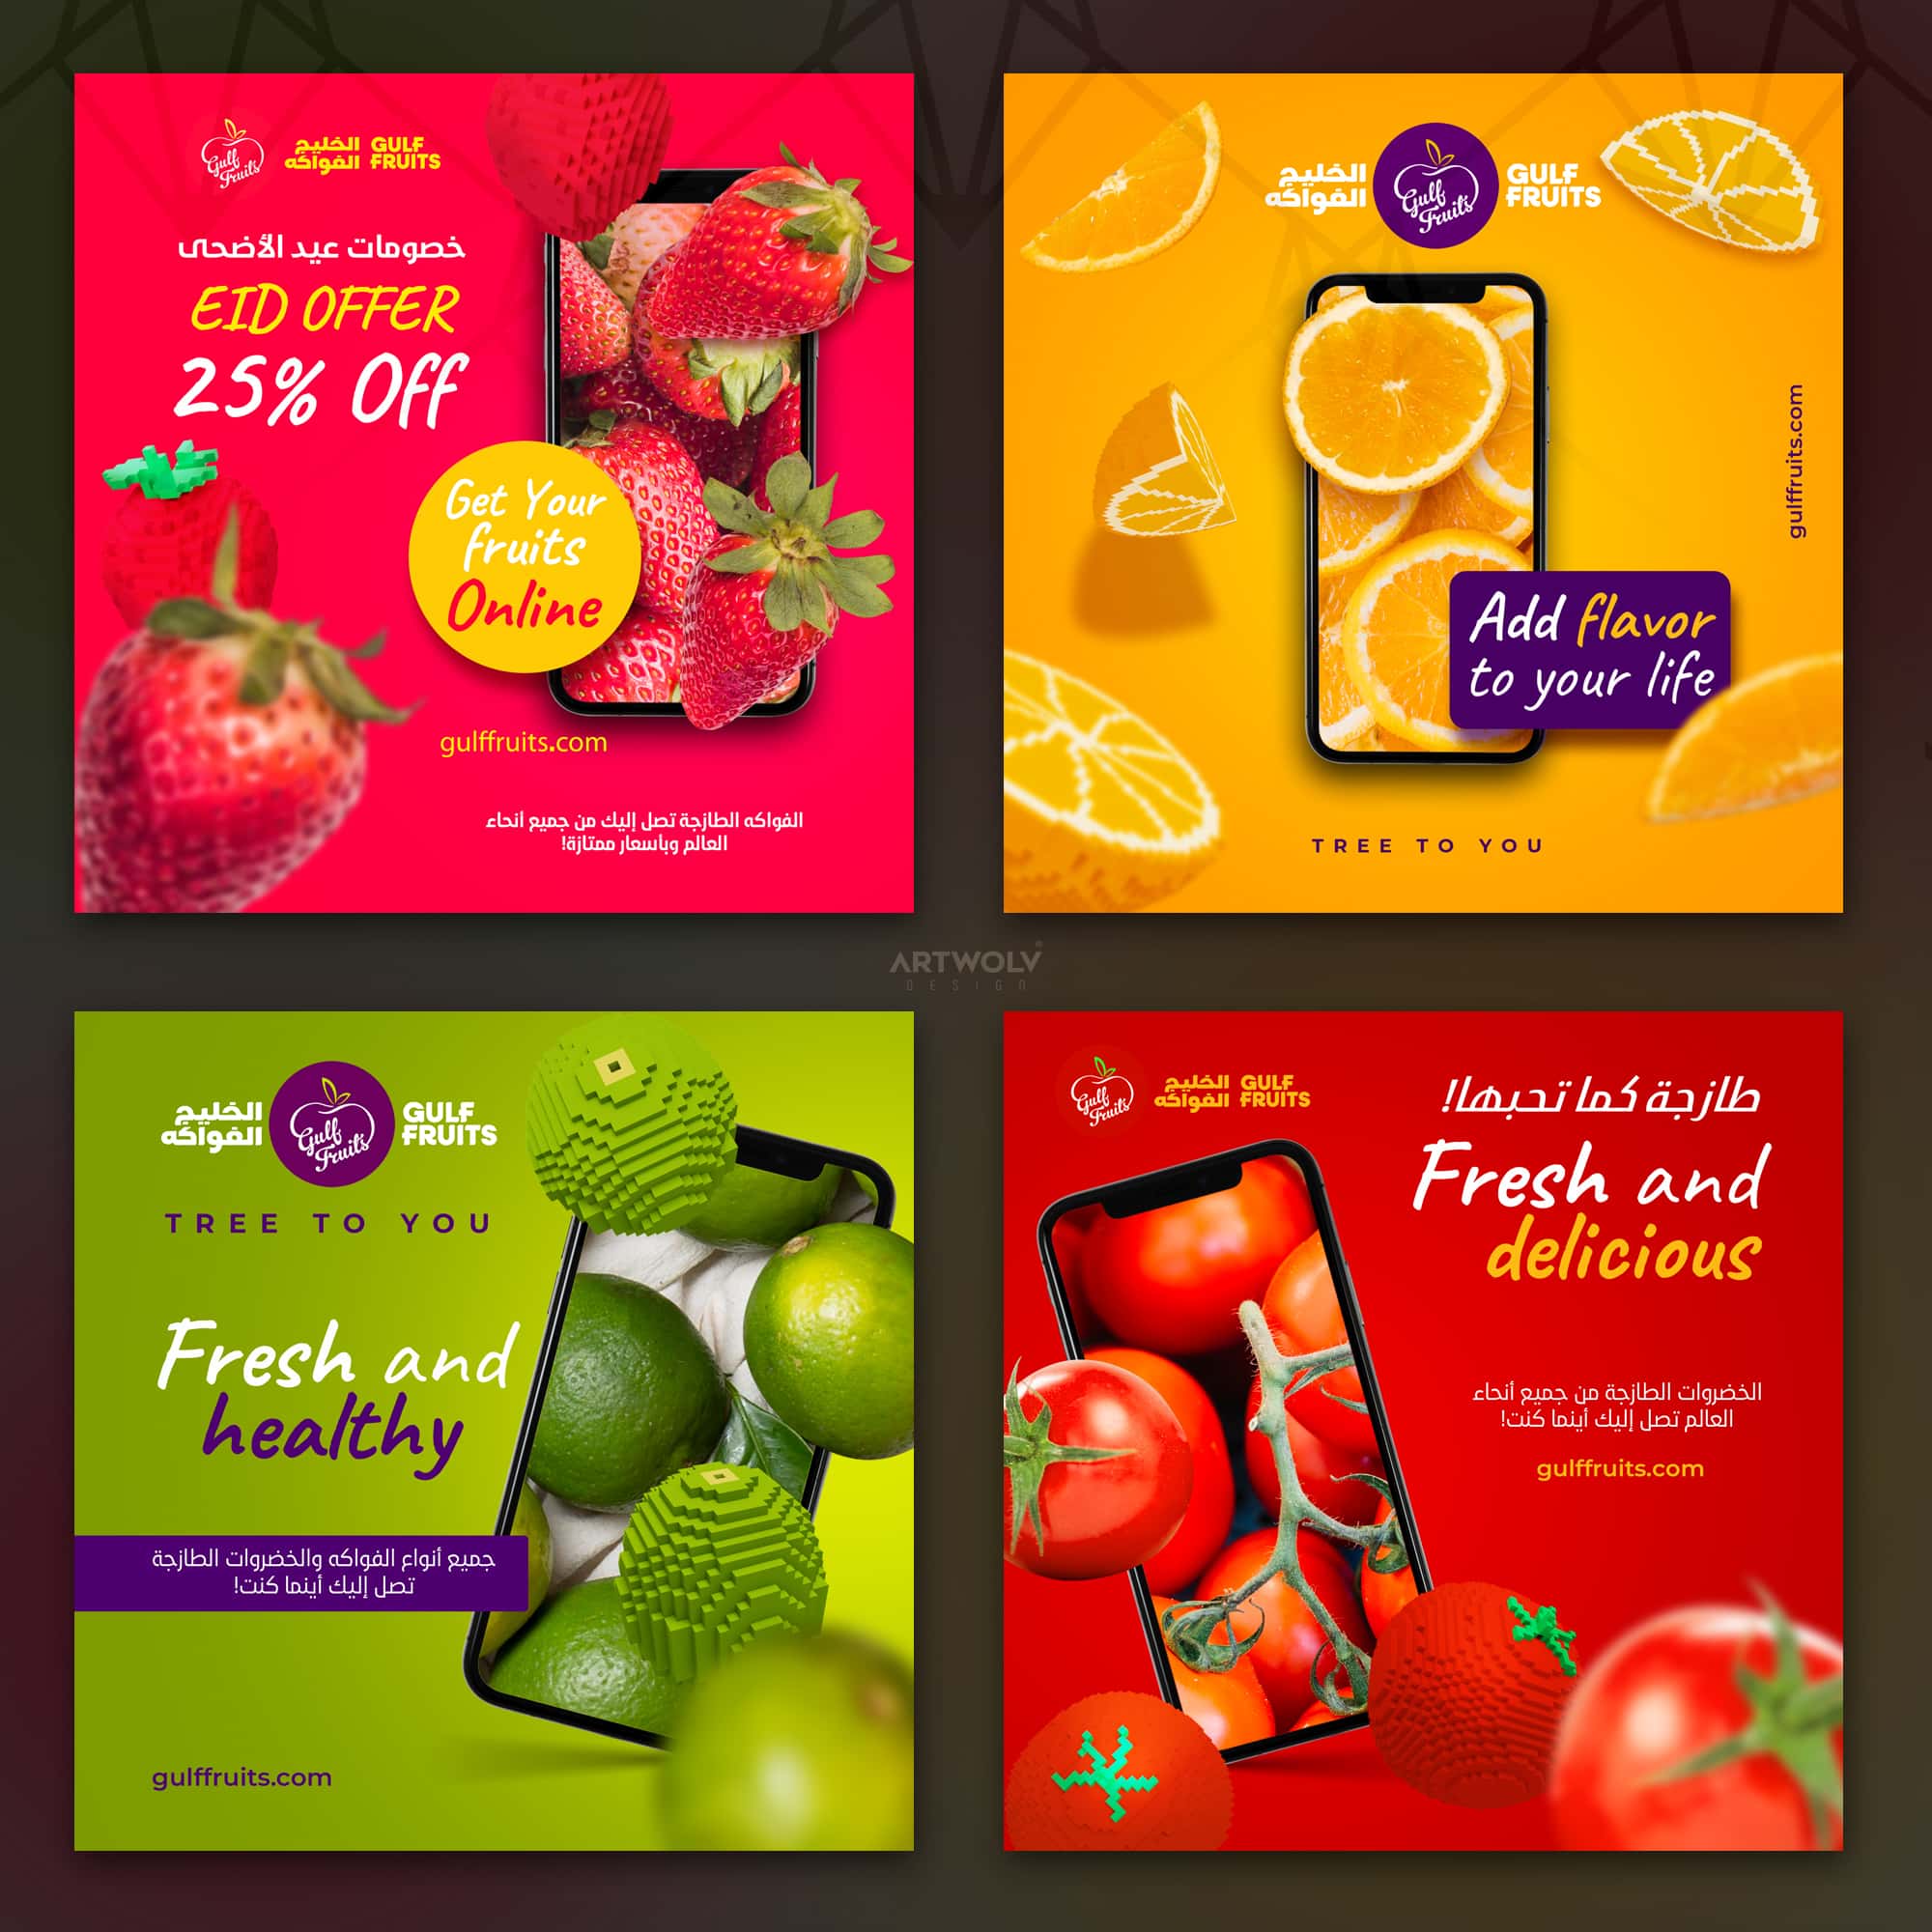 Gulf
Fruits
الخليج
الفواكه
GULF
FRUITS
خصومات عيد الأضحى
EID OFFER
25% Off
Get Your
fruits
Online
gulffruits.com
الفواكه الطازجة تصل إليك من جميع أنحاء
العالم وبأسعار ممتازة!
الخليج
الفواكه
Gulf
Fruits
GULF
FRUITS
gulffruits.com
Add flavor
to your life
TREE TO YOU
ARTWOLV
DESIGN
الخليج
الفواكه
Gulf
Fruits
GULF
FRUITS
TREE TO YOU
Fresh and
healthy
جميع أنواع الفواكه والخضروات الطازجة
تصل إليك أينما كنت!
gulffruits.com
Gulf
Fruits
الخليج
الفواكه
GULF
FRUITS
طازجة كما تحبها!
Fresh and
delicious
الخضروات الطازجة من جميع أنحاء
العالم تصل إليك أينما كنت!
gulffruits.com